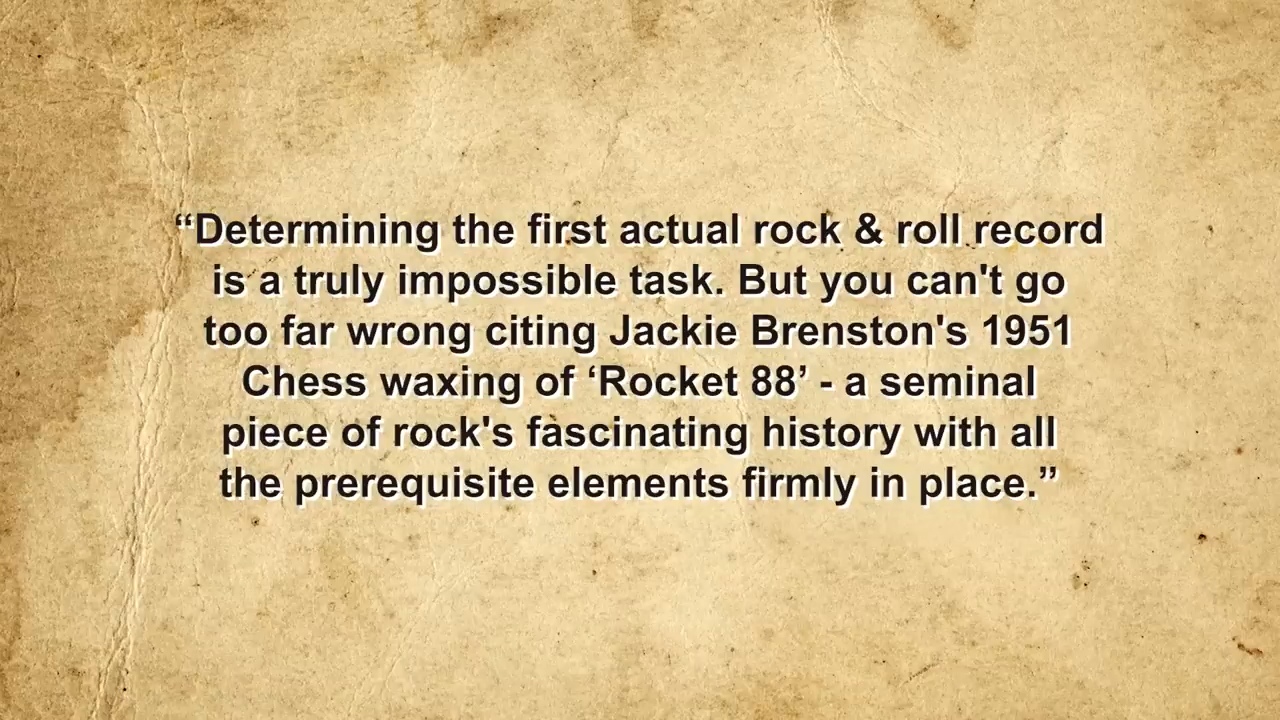 “Determining the first actual rock & roll record
is a truly impossible task. But you can't go
too far wrong citing Jackie Brenston's 1951
Chess waxing of ‘Rocket 88’ - a seminal
piece of rock's fascinating history with all
the prerequisite elements firmly in place.”